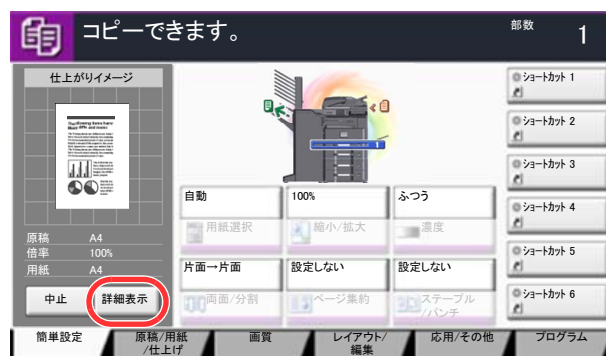 コピーできます。
部数 1
仕上がりイメージ
原稿 A4
倍率 100%
用紙 A4
中止
詳細表示
1
自動
用紙選択
100%
縮小/拡大
ふつう
濃度
片面→片面
両面/分割
設定しない
ページ集約
設定しない
ステープル
/パンチ
ショートカット 1
ショートカット 2
ショートカット 3
ショートカット 4
ショートカット 5
ショートカット 6
簡単設定
原稿/用紙
/仕上げ
画質
レイアウト/
編集
応用/その他
プログラム